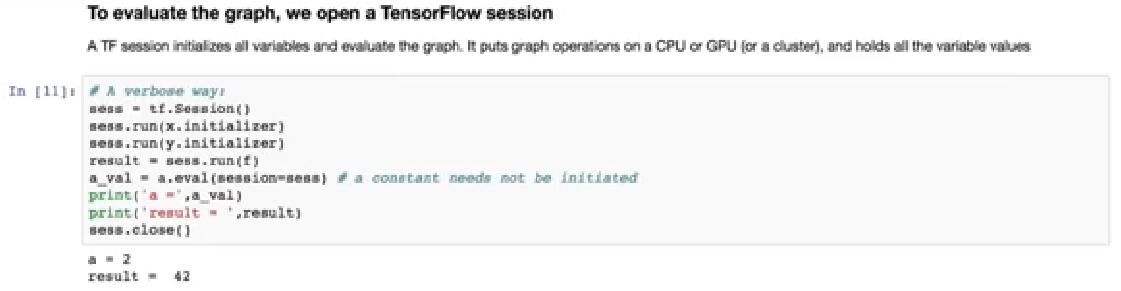 To evaluate the graph, we open a TensorFlow session
A TF session initializes all variables and evaluate the graph. It puts graph operations on a CPU or GPU (or a cluster), and holds all the variable values
In [11]: # A verbose way:
sess = tf.Session()
sess.run(x.initializer)
sess.run(y.initializer)
result = sess.run(f)
a_val = a.eval(session=sess) # a constant needs not be initiated
print('a =',a_val)
print('result = ',result)
sess.close()
a = 2
result =  42